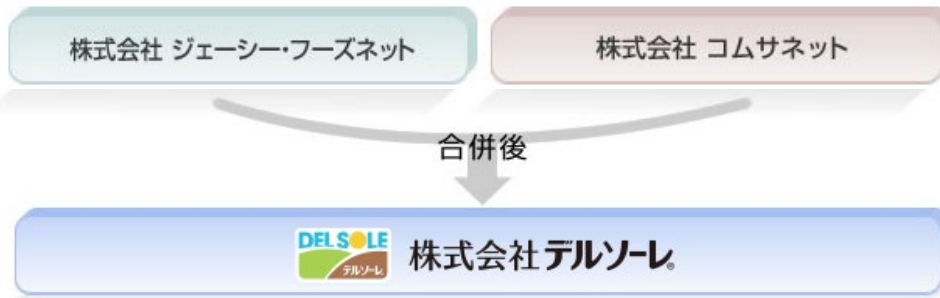 株式会社 ジェーシー・フーズネット
株式会社 コムサネット
合併後
DELSOLE
デルソーレ
株式会社デルソーレ®